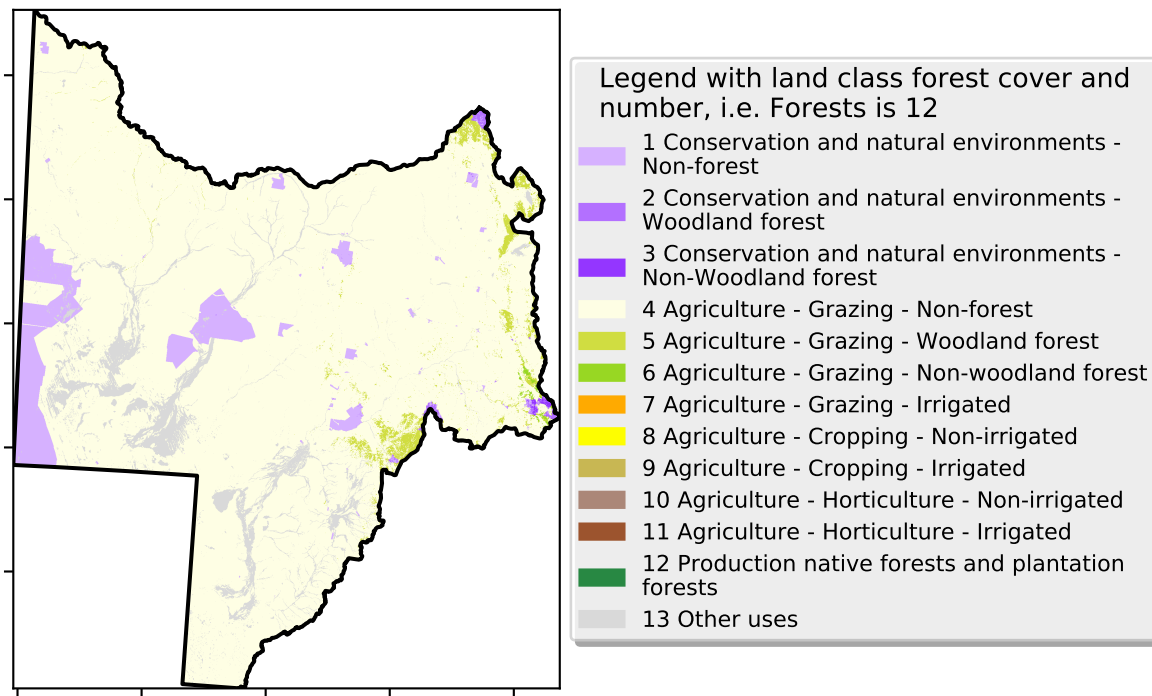 Legend with land class forest cover and
number, i.e. Forests is 12
1 Conservation and natural environments -
Non-forest
2 Conservation and natural environments -
Woodland forest
3 Conservation and natural environments -
Non-Woodland forest
4 Agriculture - Grazing - Non-forest
5 Agriculture - Grazing - Woodland forest
6 Agriculture - Grazing - Non-woodland forest
7 Agriculture - Grazing - Irrigated
8 Agriculture - Cropping - Non-irrigated
9 Agriculture - Cropping - Irrigated
10 Agriculture - Horticulture - Non-irrigated
11 Agriculture - Horticulture - Irrigated
12 Production native forests and plantation
forests
13 Other uses